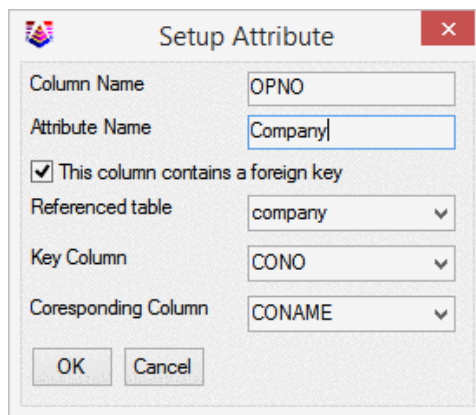 Setup Attribute
Column Name OPNO
Attribute Name Company
This column contains a foreign key
Referenced table company
Key Column CONO
Coresponding Column CONAME
OK Cancel